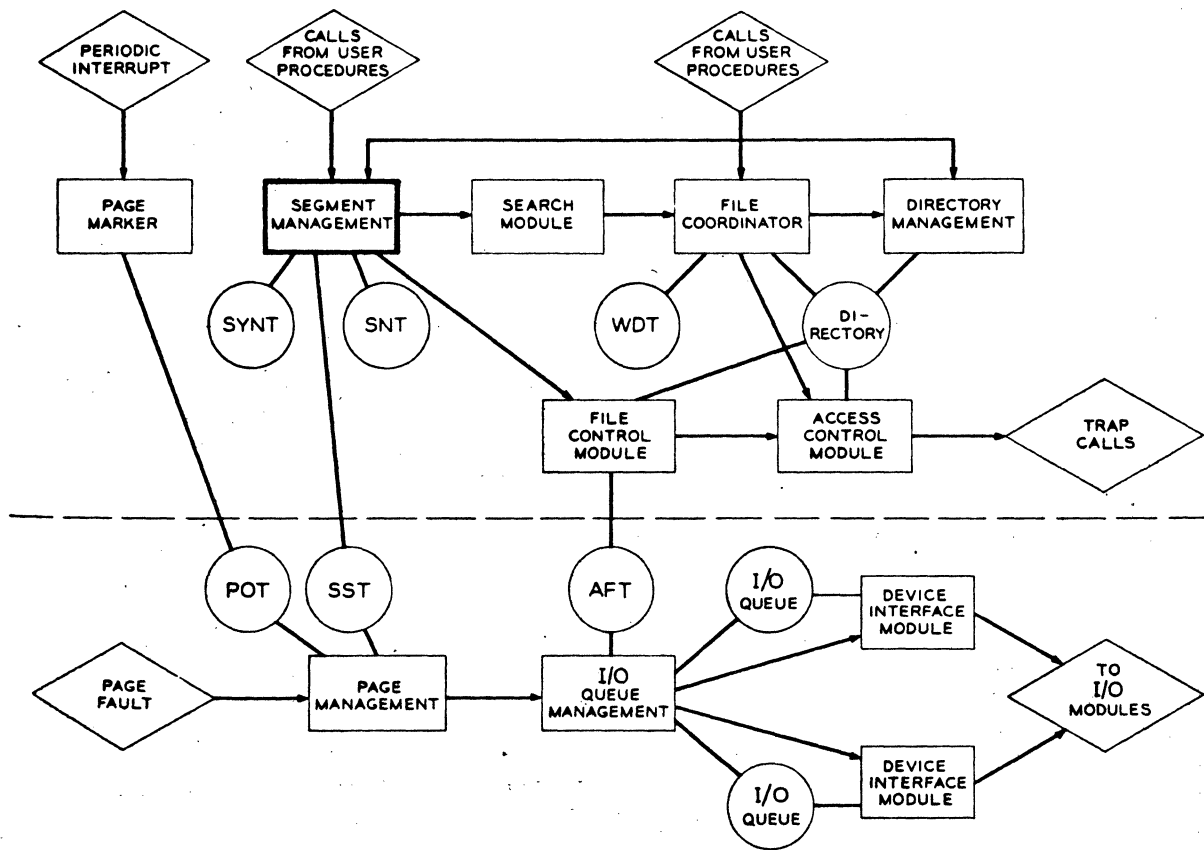 PERIODIC
INTERRUPT
CALLS
FROM USER
PROCEDURES
CALLS
FROM USER
PROCEDURES
PAGE
MARKER
SEGMENT
MANAGEMENT
SEARCH
MODULE
FILE
COORDINATOR
DIRECTORY
MANAGEMENT
SYNT
SNT
WDT
DI-
RECTORY
FILE
CONTROL
MODULE
ACCESS
CONTROL
MODULE
TRAP
CALLS
POT
SST
AFT
I/O
QUEUE
DEVICE
INTERFACE
MODULE
PAGE
FAULT
PAGE
MANAGEMENT
I/O
QUEUE
MANAGEMENT
TO
I/O
MODULES
I/O
QUEUE
DEVICE
INTERFACE
MODULE